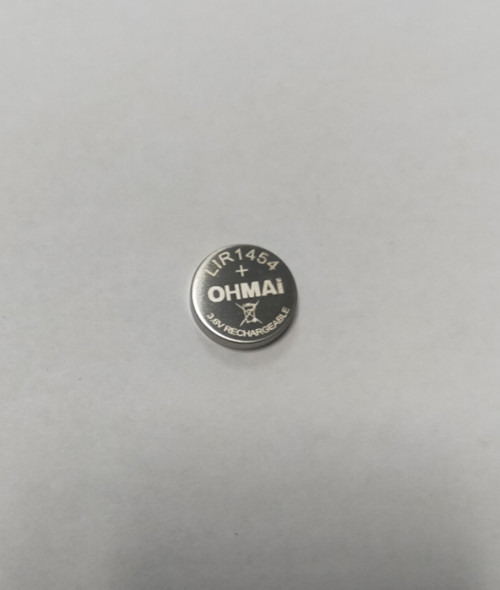 LIR1454
+
OHMAi
3.6V RECHARGEABLE